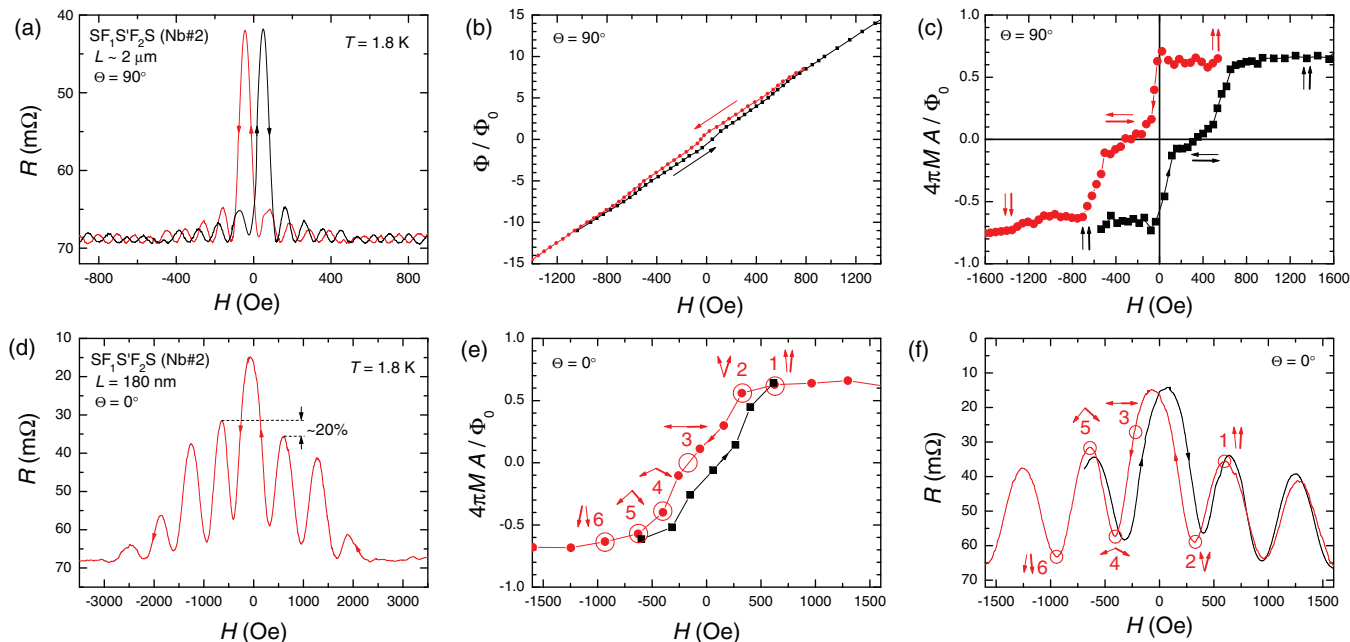 (a)
SF₁S'F₂S (Nb#2)
L ~ 2 μm
Θ = 90°
T = 1.8 K
40
50
60
70
R (mΩ)
-800 -400 0 400 800
H (Oe)
(b)
Θ = 90°
15
10
5
0
-5
-10
-15
Φ / Φ₀
-1200 -800 -400 0 400 800 1200
H (Oe)
(c)
Θ = 90°
1.0
0.5
0.0
-0.5
-1.0
4πM A / Φ₀
-1600 -1200 -800 -400 0 400 800 1200 1600
H (Oe)
(d)
SF₁S'F₂S (Nb#2)
L = 180 nm
Θ = 0°
T = 1.8 K
~20%
10
20
30
40
50
60
70
R (mΩ)
-3000 -2000 -1000 0 1000 2000 3000
H (Oe)
(e)
Θ = 0°
1
2
3
4
5
6
1.0
0.5
0.0
-0.5
-1.0
4πM A / Φ₀
-1500 -1000 -500 0 500 1000 1500
H (Oe)
(f)
Θ = 0°
1
2
3
4
5
6
0
10
20
30
40
50
60
70
R (mΩ)
-1500 -1000 -500 0 500 1000 1500
H (Oe)